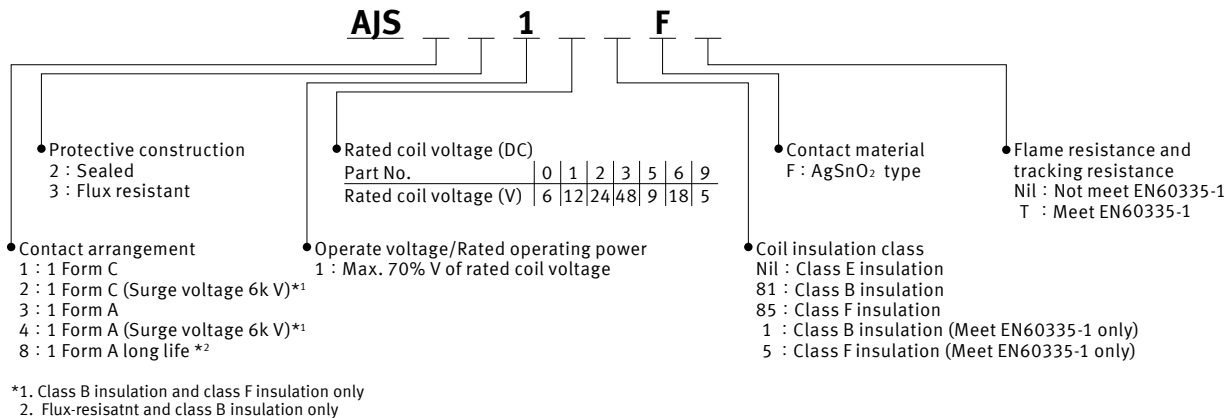 AJS 1 F
Protective construction
2 : Sealed
3 : Flux resistant
Rated coil voltage (DC)
Part No. 0 1 2 3 5 6 9
Rated coil voltage (V) 6 12 24 48 9 18 5
Contact material
F : AgSnO₂ type
Flame resistance and
tracking resistance
Nil : Not meet EN60335-1
T : Meet EN60335-1
Contact arrangement
1 : 1 Form C
2 : 1 Form C (Surge voltage 6k V)*¹
3 : 1 Form A
4 : 1 Form A (Surge voltage 6k V)*¹
8 : 1 Form A long life *²
Operate voltage/Rated operating power
1 : Max. 70% V of rated coil voltage
Coil insulation class
Nil : Class E insulation
81 : Class B insulation
85 : Class F insulation
1 : Class B insulation (Meet EN60335-1 only)
5 : Class F insulation (Meet EN60335-1 only)
*1. Class B insulation and class F insulation only
2. Flux-resisatnt and class B insulation only